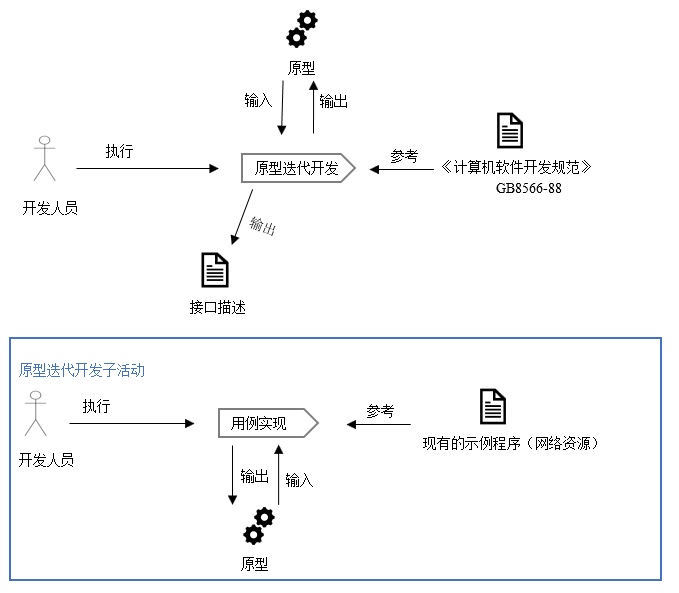 原型
输入
输出
执行
原型迭代开发
参考
《计算机软件开发规范》
GB8566-88
开发人员
输出
接口描述
原型迭代开发子活动
执行
用例实现
参考
现有的示例程序（网络资源）
开发人员
输出
输入
原型